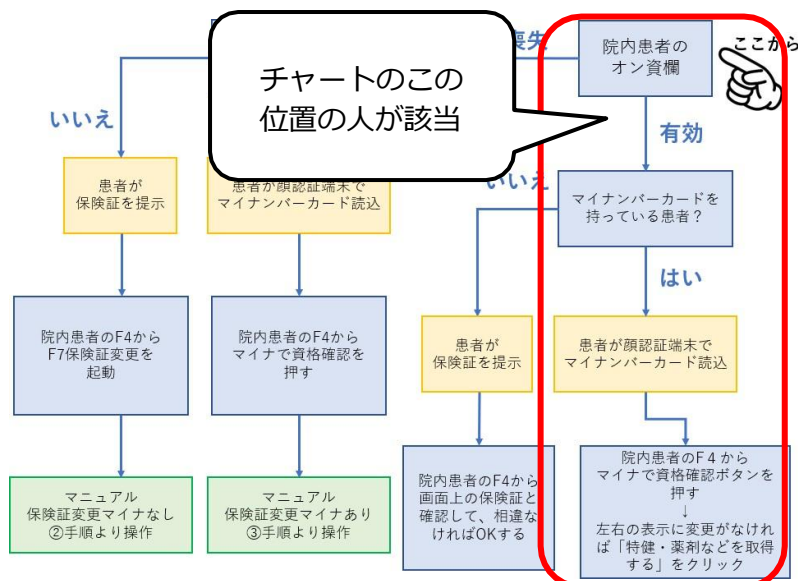 チャートのこの
位置の人が該当
喪失
院内患者の
オン資欄
ここから
いいえ
有効
患者が
保険証を提示
患者が顔認証端末で
マイナンバーカード読込
いいえ
マイナンバーカードを
持っている患者？
はい
院内患者のF4から
F7保険証変更を
起動
院内患者のF4から
マイナで資格確認を
押す
患者が
保険証を提示
患者が顔認証端末で
マイナンバーカード読込
マニュアル
保険証変更マイナなし
②手順より操作
マニュアル
保険証変更マイナあり
③手順より操作
院内患者のF4から
画面上の保険証と
確認して、相違な
ければOKする
院内患者のF４から
マイナで資格確認ボタンを
押す
↓
左右の表示に変更がなけれ
ば「特健・薬剤などを取得
する」をクリック